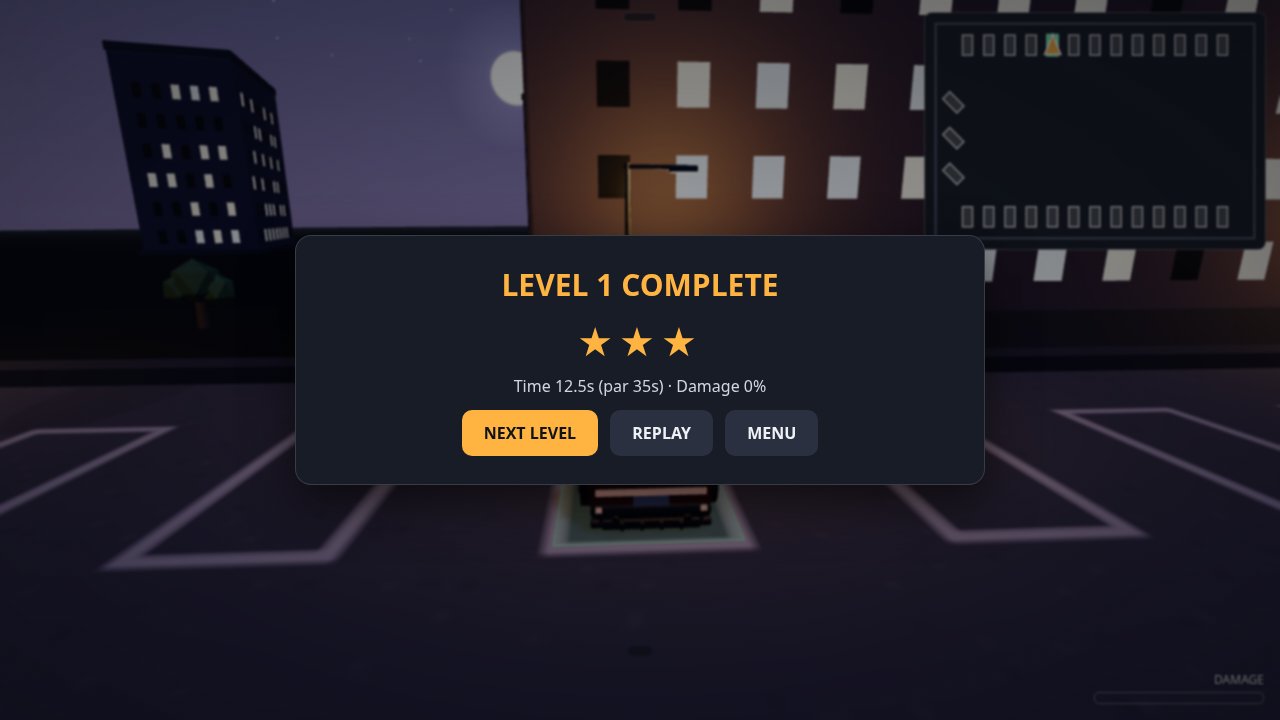 LEVEL 1 COMPLETE
★ ★ ★
Time 12.5s (par 35s) · Damage 0%
NEXT LEVEL
REPLAY
MENU
DAMAGE